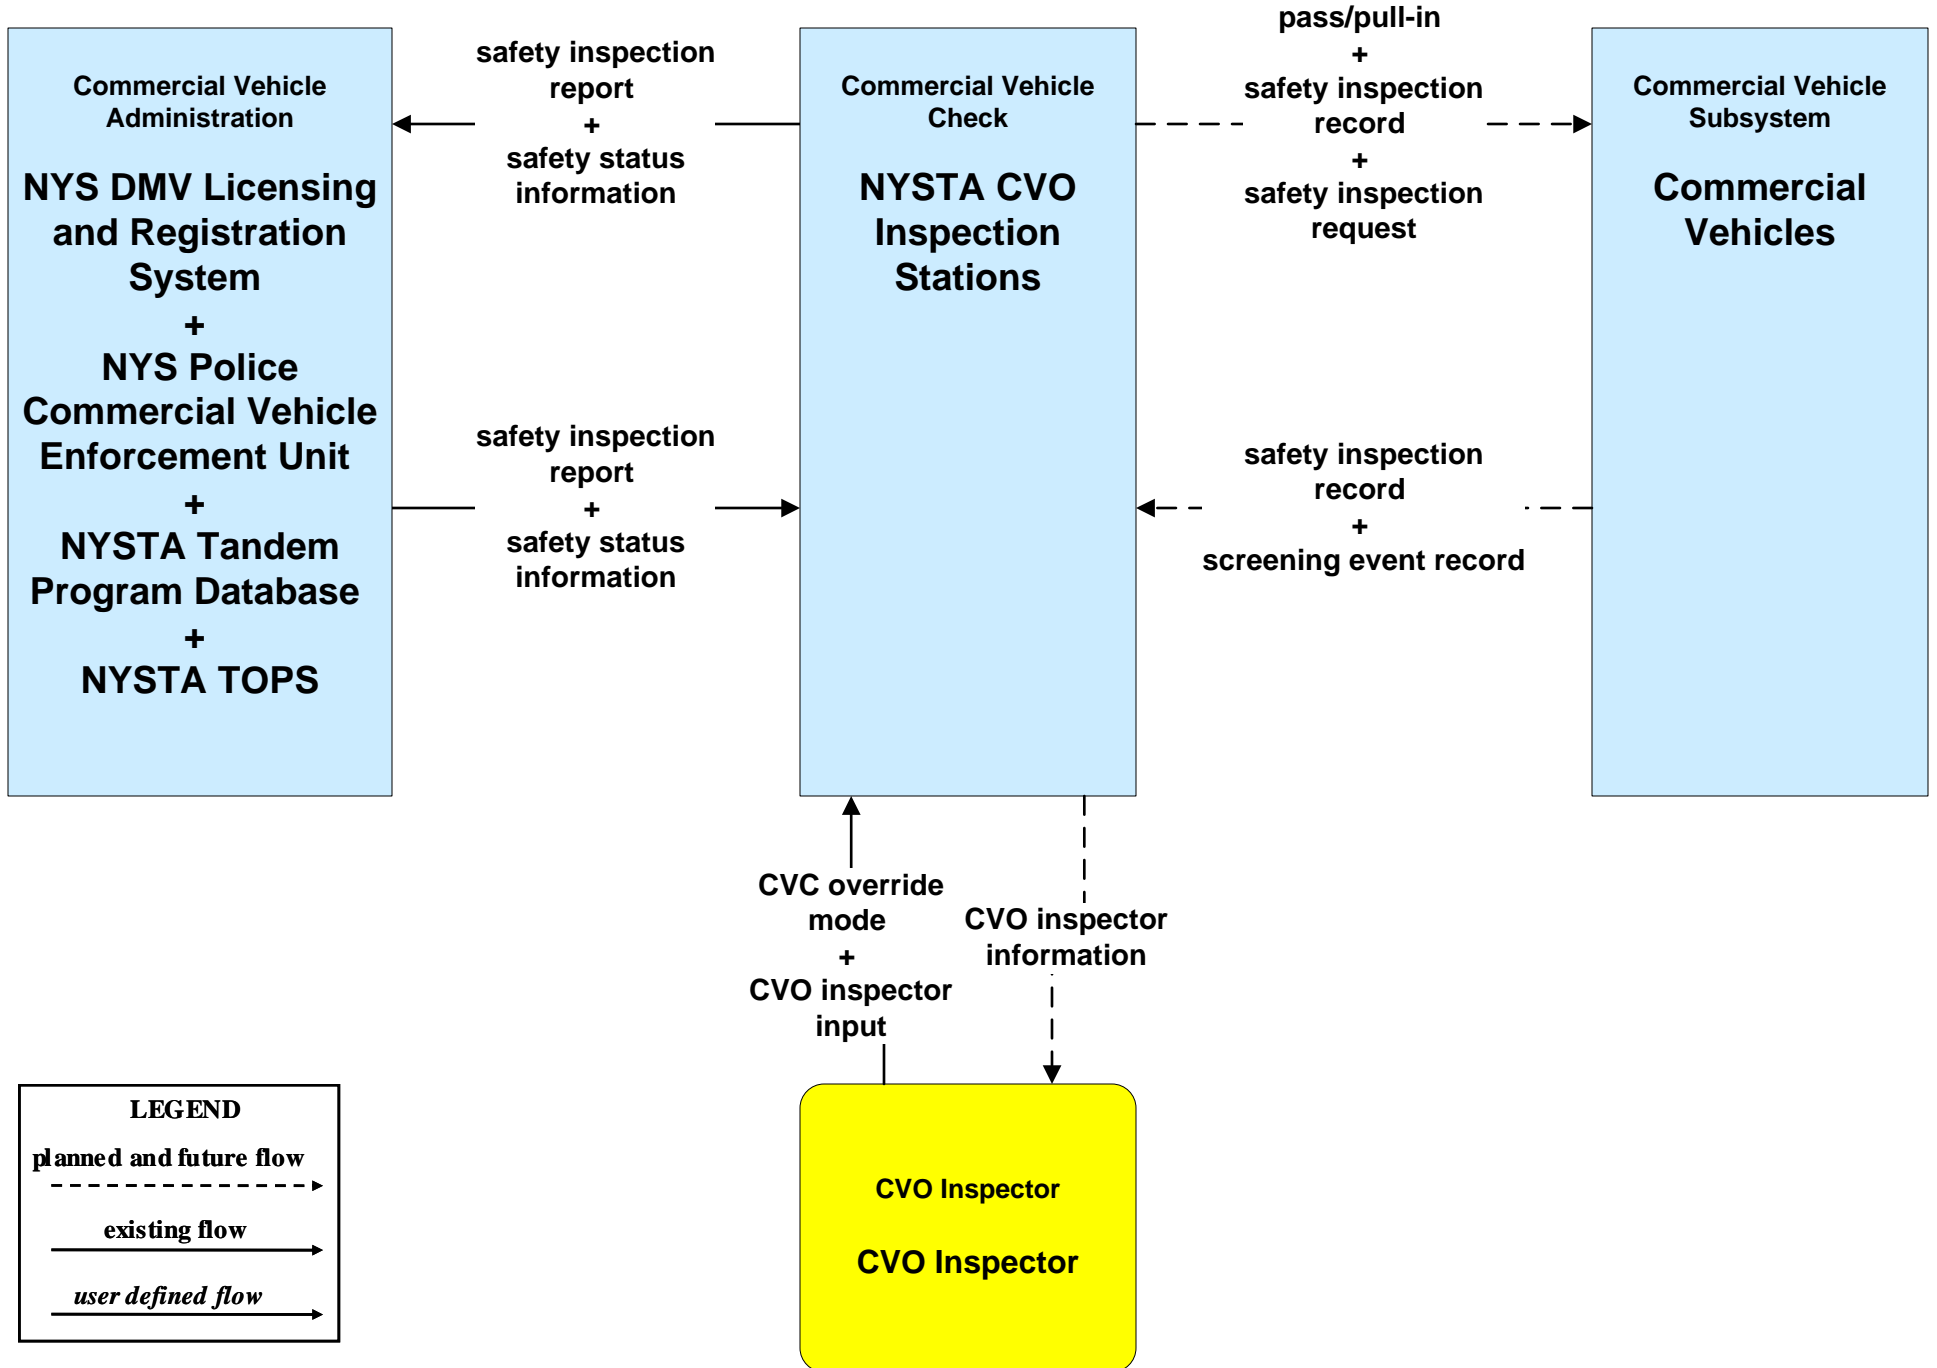 Commercial Vehicle
Administration
NYS DMV Licensing
and Registration
System
+
NYS Police
Commercial Vehicle
Enforcement Unit
+
NYSTA Tandem
Program Database
+
NYSTA TOPS
safety inspection
report
+
safety status
information
safety inspection
report
+
safety status
information
Commercial Vehicle
Check
NYSTA CVO
Inspection
Stations
pass/pull-in
+
safety inspection
record
+
safety inspection
request
safety inspection
record
+
screening event record
Commercial Vehicle
Subsystem
Commercial
Vehicles
CVC override
mode
+
CVO inspector
input
CVO inspector
information
CVO Inspector
CVO Inspector
LEGEND
planned and future flow
existing flow
user defined flow